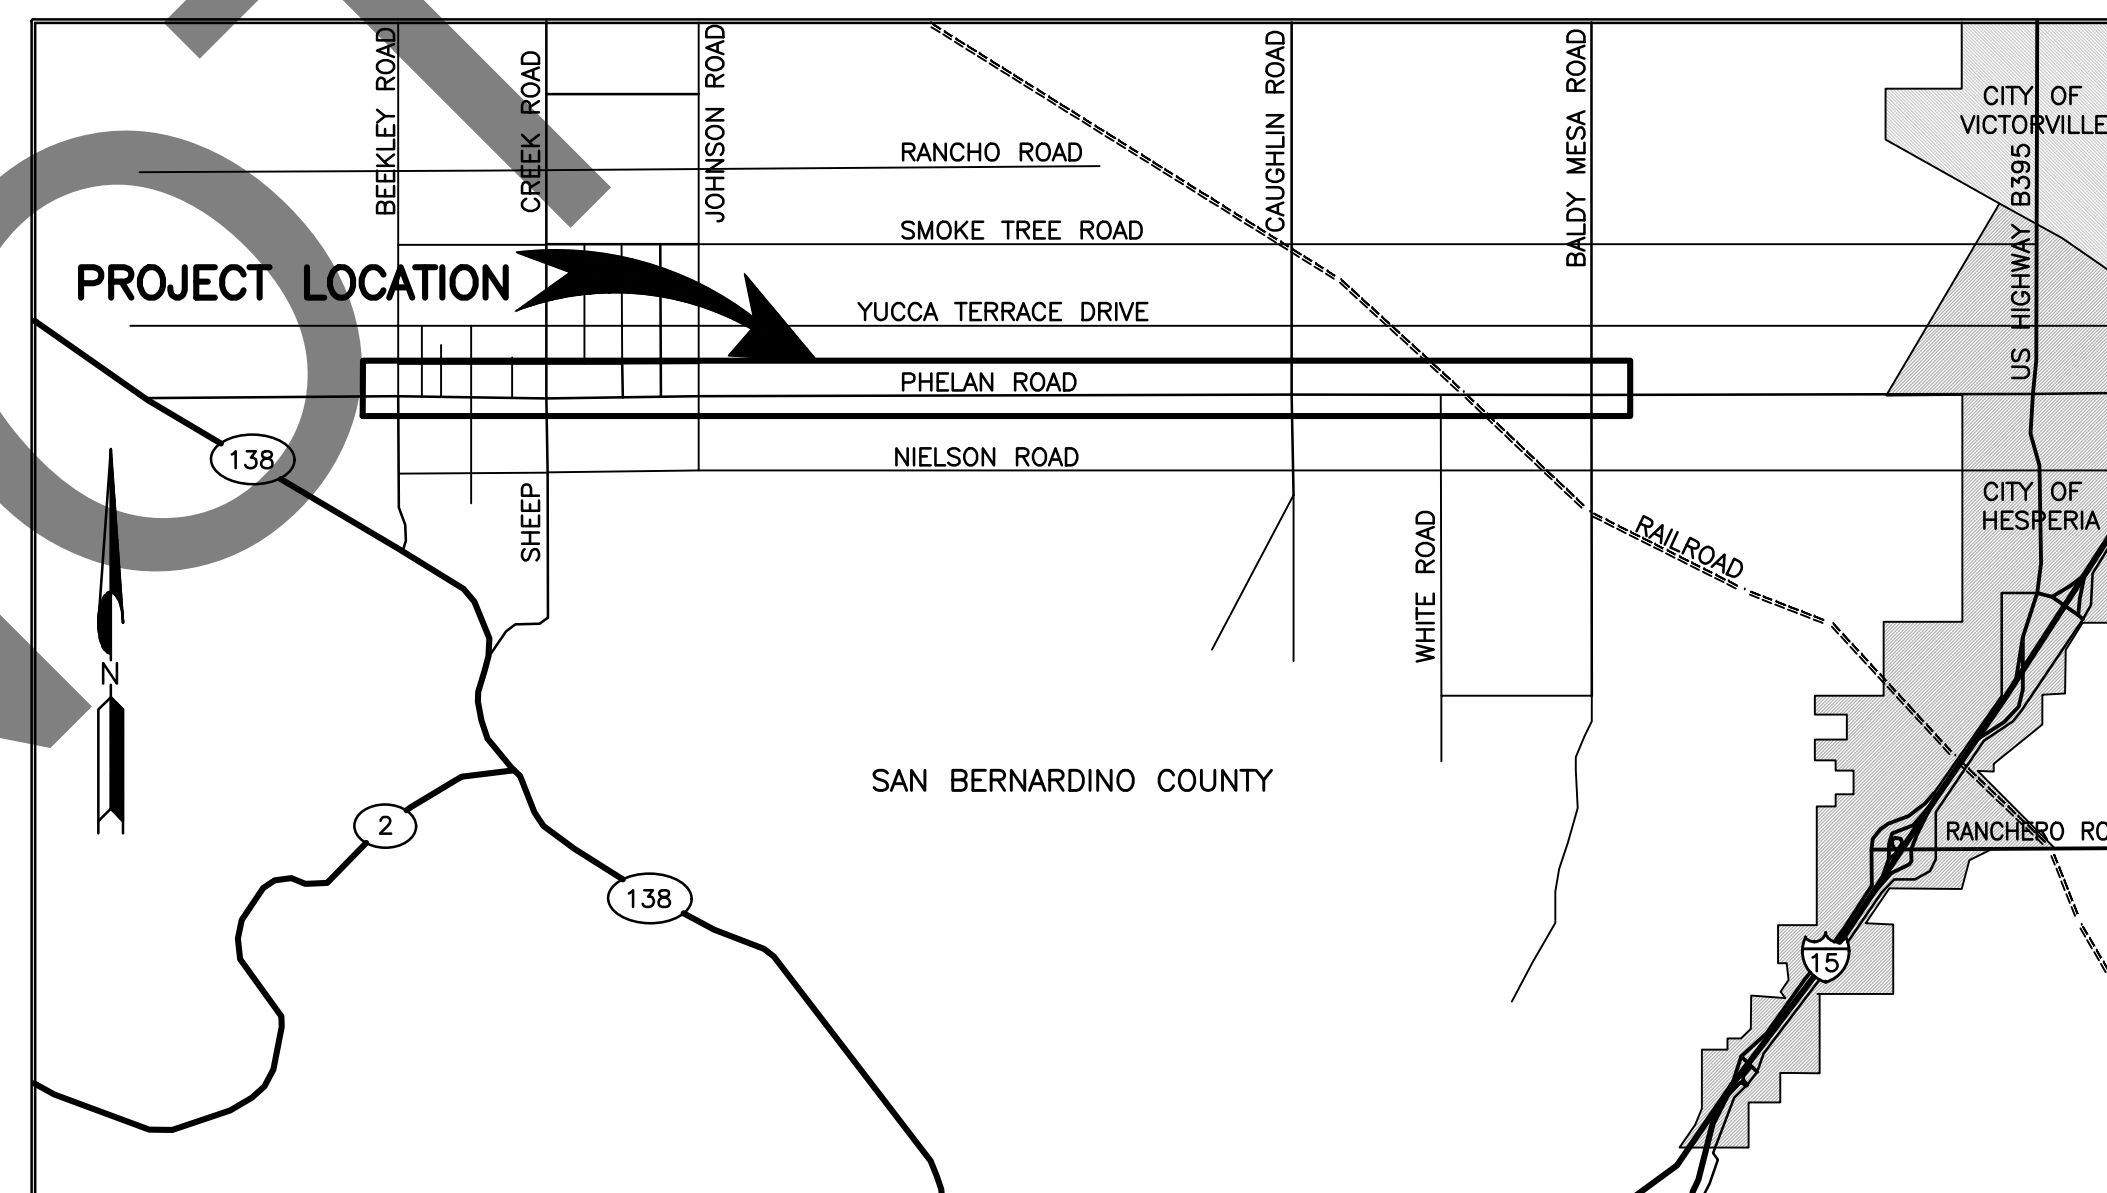 BEEKLEY ROAD
CREEK ROAD
JOHNSON ROAD
CAUGHLIN ROAD
BALDY MESA ROAD
US HIGHWAY B395
CITY OF
VICTORVILLE
RANCHO ROAD
SMOKE TREE ROAD
PROJECT LOCATION
YUCCA TERRACE DRIVE
PHELAN ROAD
NIELSON ROAD
138
SHEEP
WHITE ROAD
RAILROAD
CITY OF
HESPERIA
N
SAN BERNARDINO COUNTY
2
138
RANCHERO RO
15